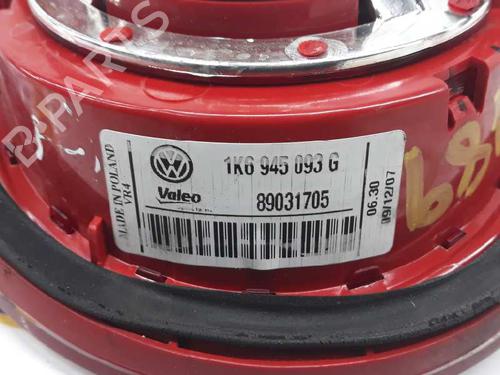 B-PARTS
MADE IN POLAND
VR4
VW
Valeo
1K6 945 093 G
89031705
06.30
09/12/07